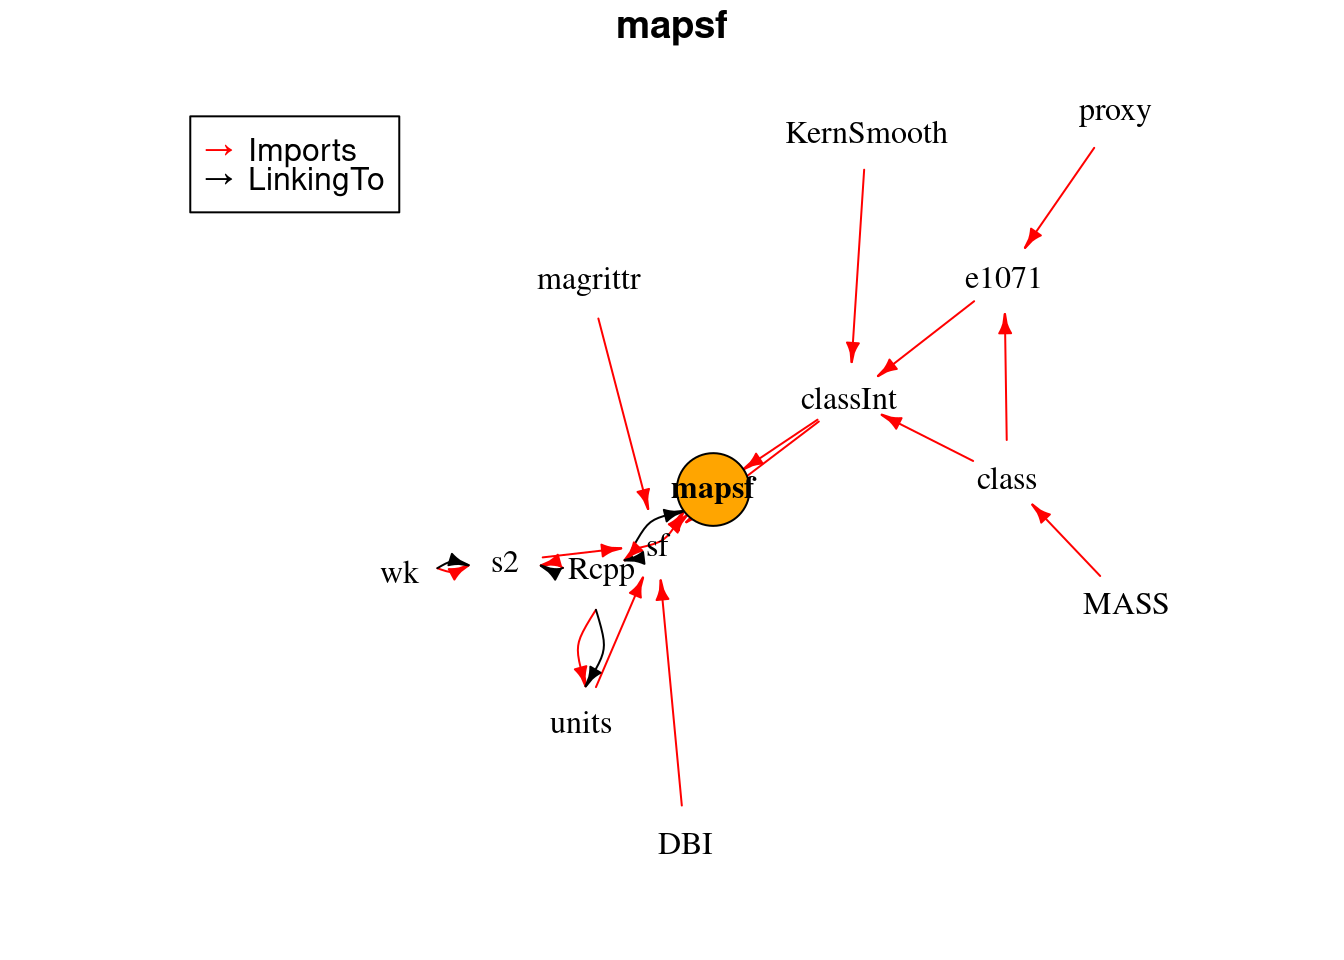 mapsf
proxy
KernSmooth
→ Imports
→ LinkingTo
magrittr
e1071
classInt
class
mapsf
sf
s2
Rcpp
wk
MASS
units
DBI